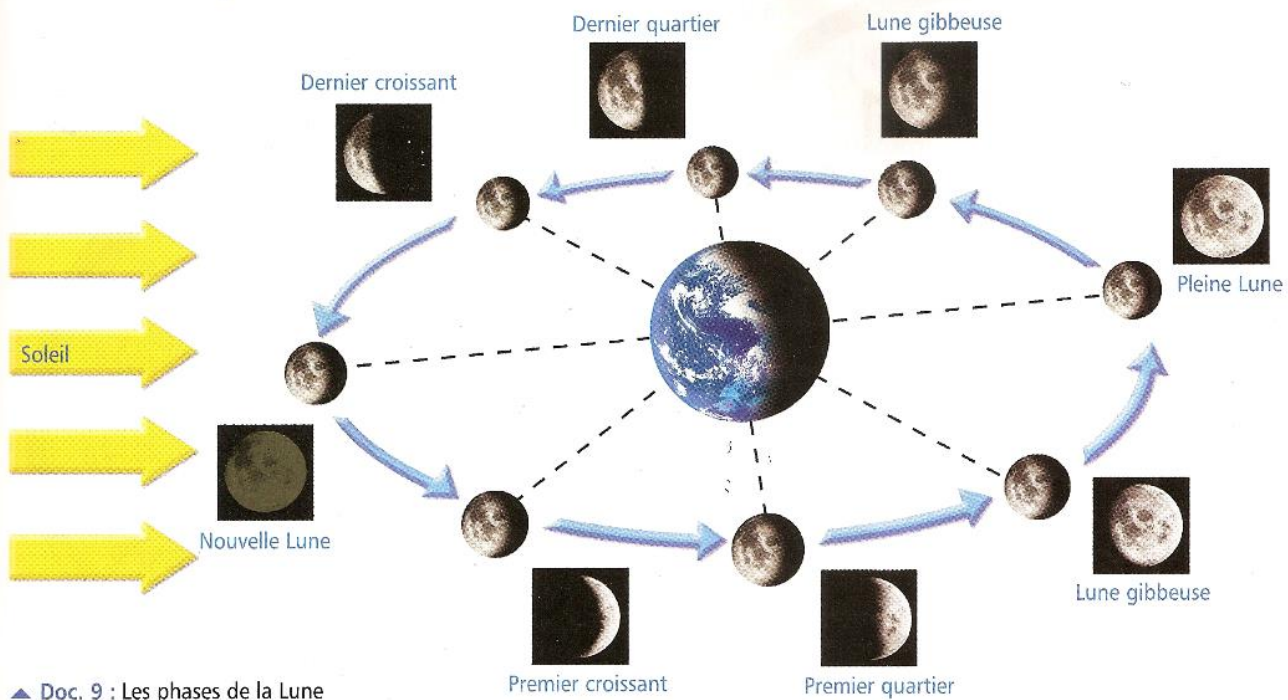 Dernier quartier
Lune gibbeuse
Dernier croissant
Pleine Lune
Soleil
Nouvelle Lune
Lune gibbeuse
Premier croissant
Premier quartier
▲ Doc. 9 : Les phases de la Lune